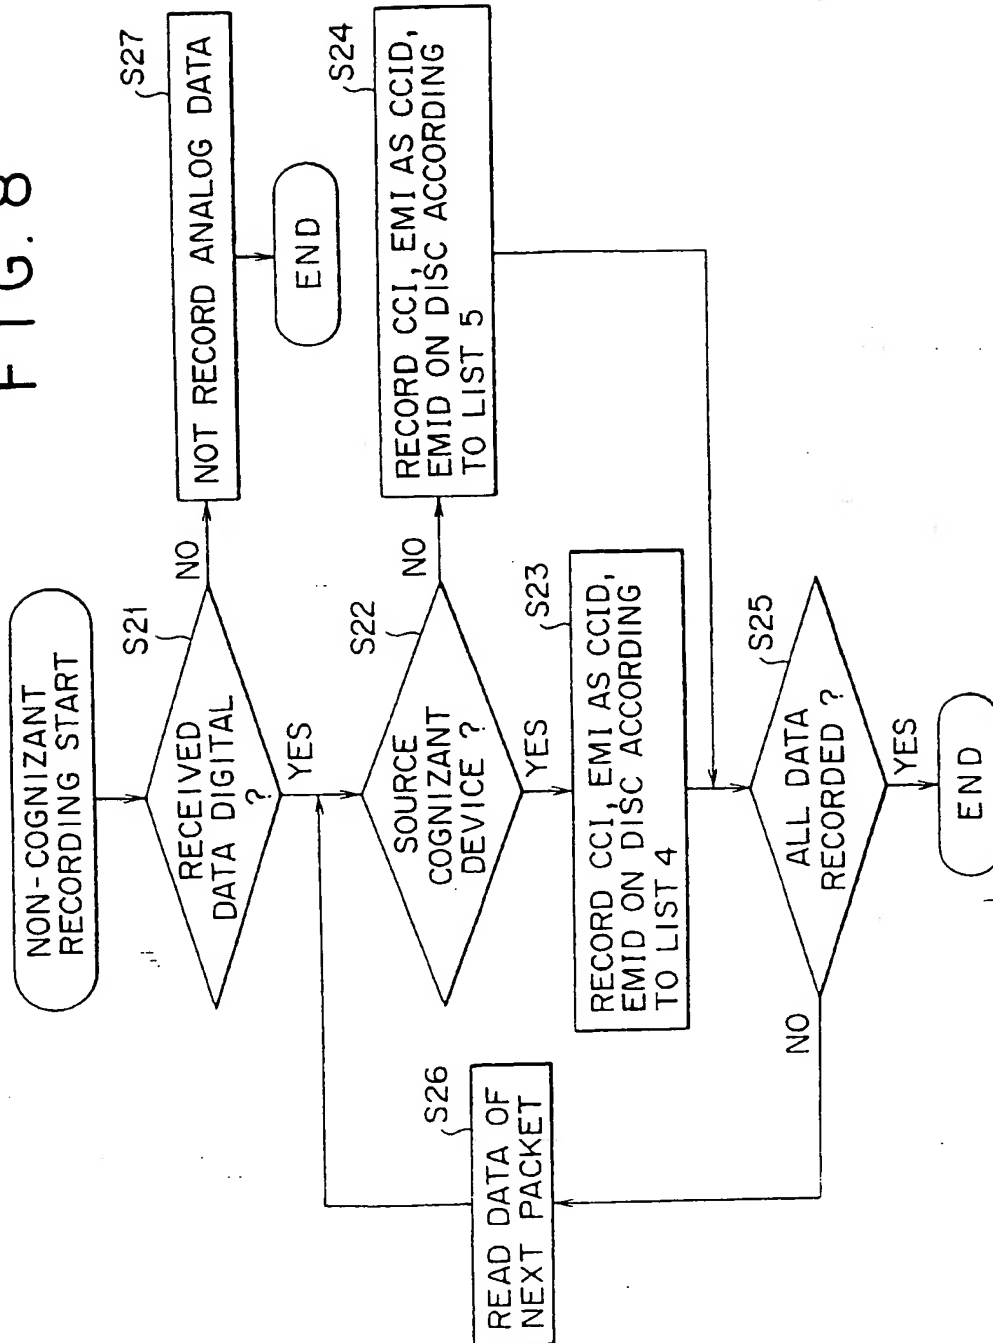 FIG. 8
NON-COGNIZANT
RECORDING START
S21
RECEIVED
DATA DIGITAL
?
NO
YES
S27
NOT RECORD ANALOG DATA
END
S22
SOURCE
COGNIZANT
DEVICE ?
NO
YES
S24
RECORD CCI, EMI AS CCID,
EMID ON DISC ACCORDING
TO LIST 5
S23
RECORD CCI, EMI AS CCID,
EMID ON DISC ACCORDING
TO LIST 4
S25
ALL DATA
RECORDED ?
NO
YES
S26
READ DATA OF
NEXT PACKET
END